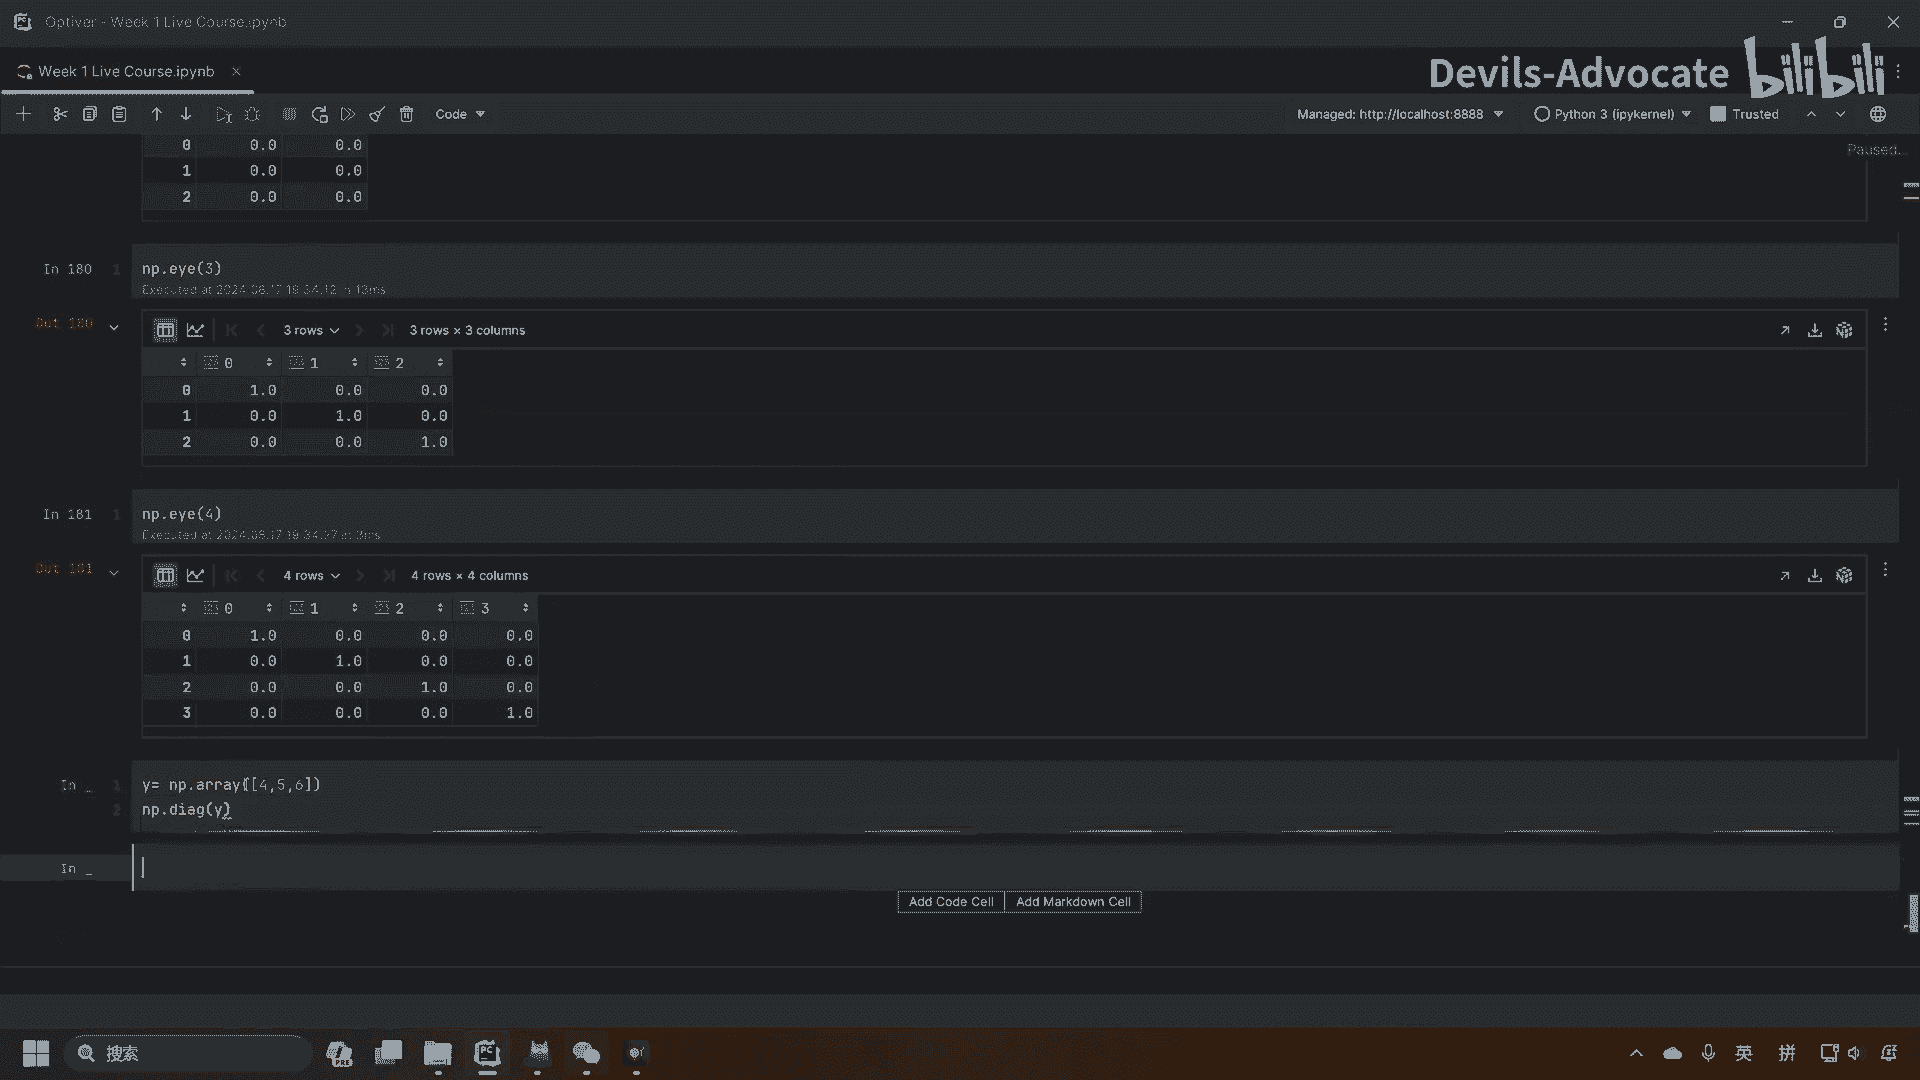 Optiver - Week 1 Live Course.ipynb
Week 1 Live Course.ipynb
Devils-Advocate bilibili
Code
Managed: http://localhost:8888
Python 3 (ipykernel)
Trusted
Paused...
0 0.0 0.0
1 0.0 0.0
2 0.0 0.0
In 180 1 np.eye(3)
Executed at 2024.08.17 19:34:12 in 13ms
Out 180
3 rows
3 rows × 3 columns
0 1 2
0 1.0 0.0 0.0
1 0.0 1.0 0.0
2 0.0 0.0 1.0
In 181 1 np.eye(4)
Executed at 2024.08.17 in 3ms
Out 181
4 rows
4 rows × 4 columns
0 1 2 3
0 1.0 0.0 0.0 0.0
1 0.0 1.0 0.0 0.0
2 0.0 0.0 1.0 0.0
3 0.0 0.0 0.0 1.0
In _ 1 y= np.array([4,5,6])
2 np.diag(y)
In _
Add Code Cell
Add Markdown Cell
搜索
PRE
PC
英
拼